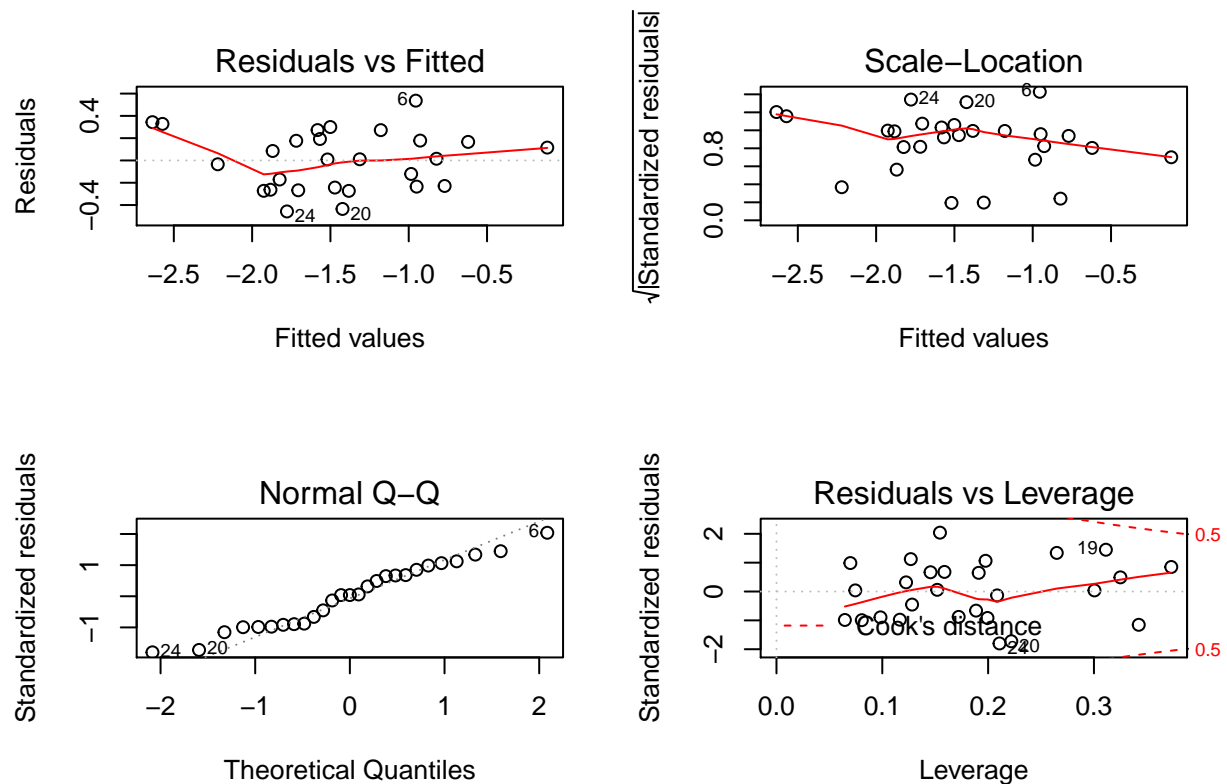 Residuals vs Fitted
Residuals
0.4
−0.4
6
24
20
−2.5 −2.0 −1.5 −1.0 −0.5
Fitted values
Scale−Location
√|Standardized residuals|
0.8
0.0
24
20
6
−2.5 −2.0 −1.5 −1.0 −0.5
Fitted values
Normal Q−Q
Standardized residuals
1
−1
6
24
20
−2 −1 0 1 2
Theoretical Quantiles
Residuals vs Leverage
Standardized residuals
2
0
−2
19
0.5
Cook's distance
24
20
0.5
0.0 0.1 0.2 0.3
Leverage